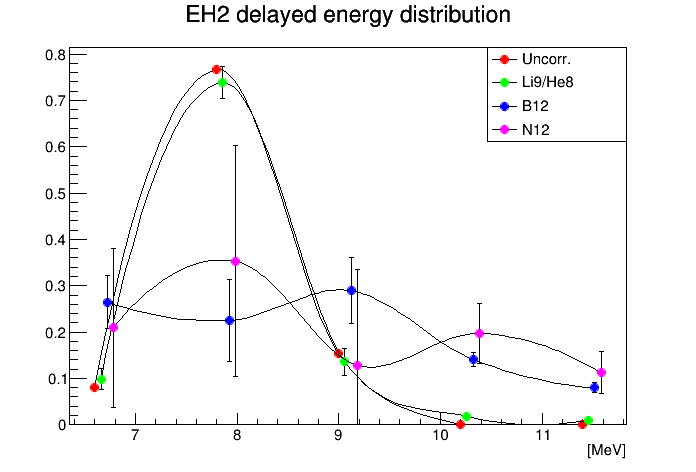 EH2 delayed energy distribution
0.8
0.7
0.6
0.5
0.4
0.3
0.2
0.1
0
Uncorr.
Li9/He8
B12
N12
7 8 9 10 11
[MeV]